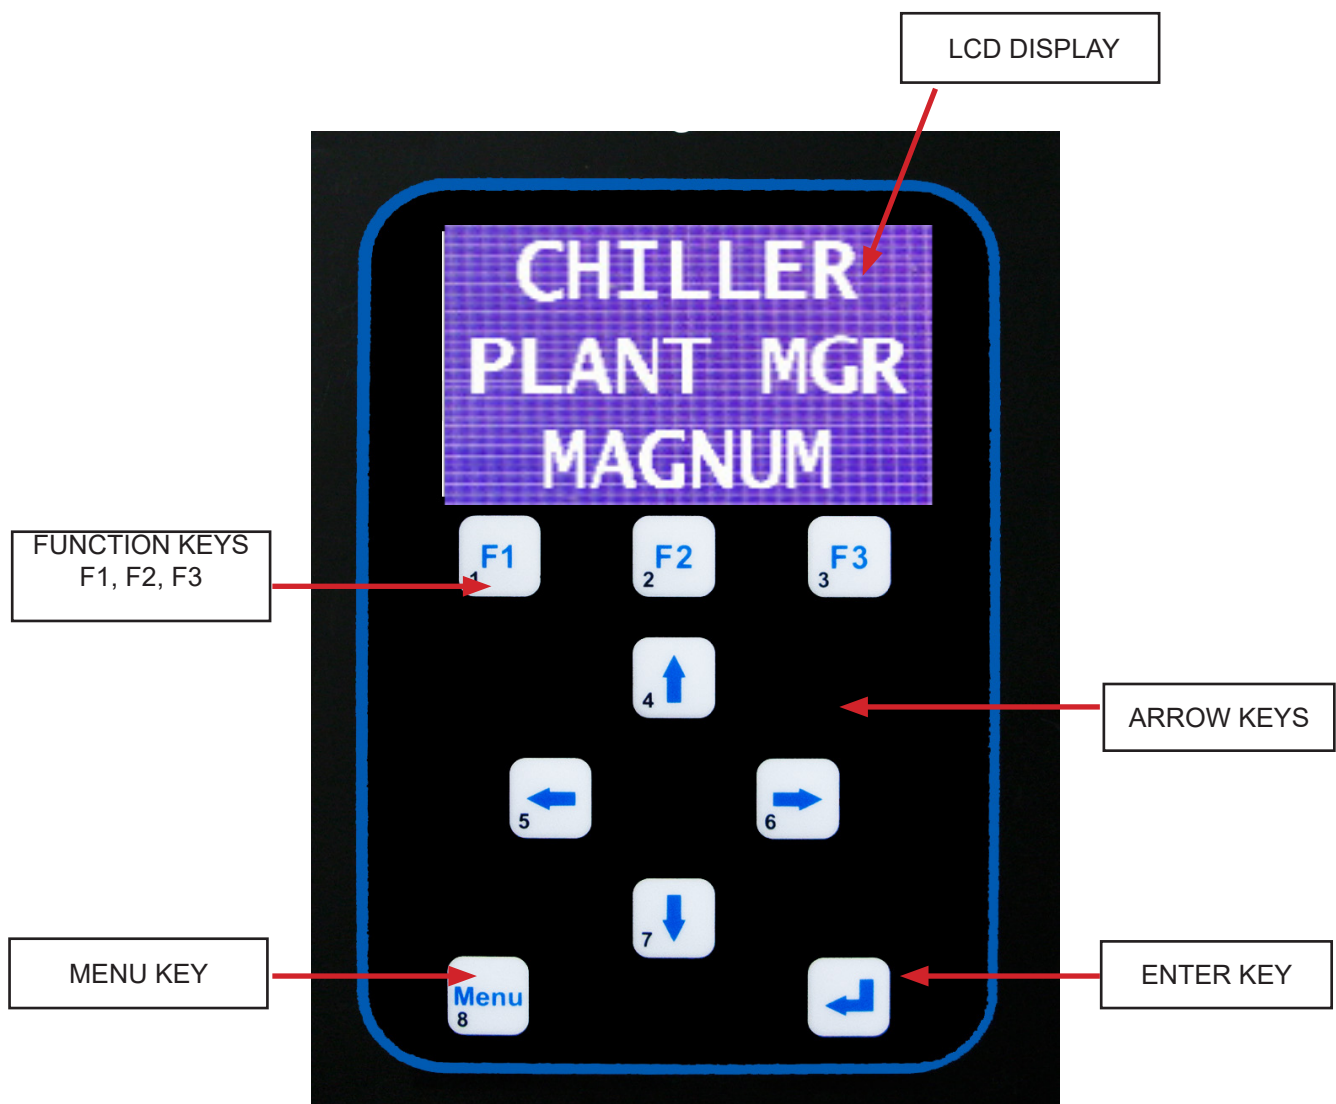 LCD DISPLAY
CHILLER
PLANT MGR
MAGNUM
FUNCTION KEYS
F1, F2, F3
F1
1
F2
2
F3
3
4
ARROW KEYS
5
6
7
MENU KEY
Menu
8
ENTER KEY